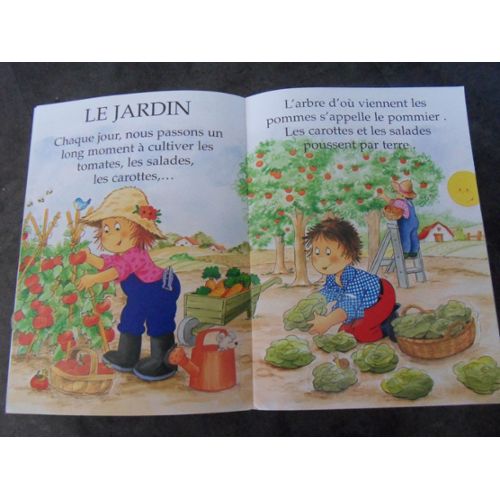 LE JARDIN
Chaque jour, nous passons un
long moment à cultiver les
tomates, les salades,
les carottes,...
L'arbre d'où viennent les
pommes s'appelle le pommier .
Les carottes et les salades
poussent par terre .